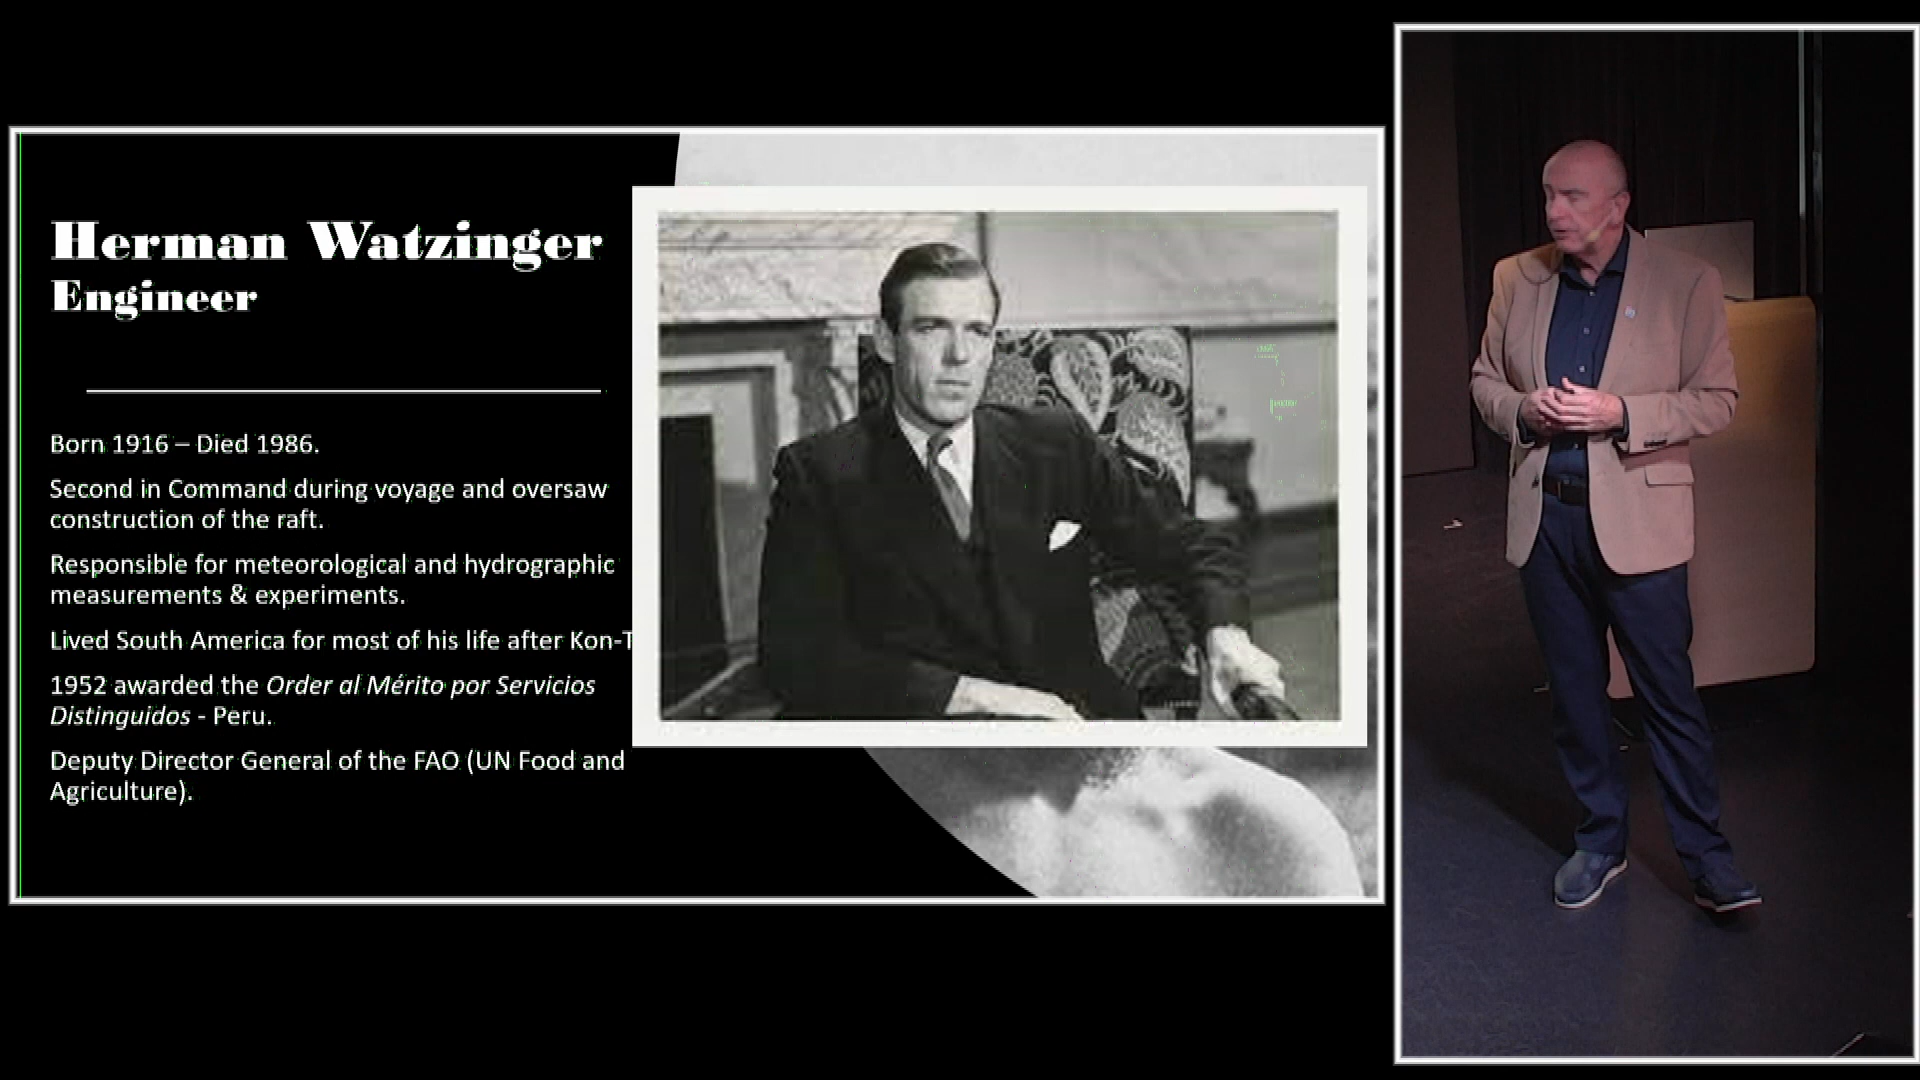 Herman Watzinger
Engineer
Born 1916 – Died 1986.
Second in Command during voyage and oversaw
construction of the raft.
Responsible for meteorological and hydrographic
measurements & experiments.
Lived South America for most of his life after Kon-T
1952 awarded the Order al Mérito por Servicios
Distinguidos - Peru.
Deputy Director General of the FAO (UN Food and
Agriculture).